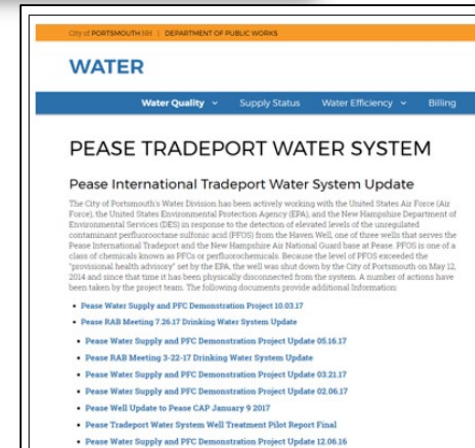 City of PORTSMOUTH NH | DEPARTMENT OF PUBLIC WORKS
WATER
Water Quality Supply Status Water Efficiency Billing
PEASE TRADEPORT WATER SYSTEM
Pease International Tradeport Water System Update
The City of Portsmouth's Water Division has been actively working with the United States Air Force (Air
Force), the United States Environmental Protection Agency (EPA), and the New Hampshire Department of
Environmental Services (DES) in response to the detection of elevated levels of the unregulated
contaminant perfluorooctane sulfonic acid (PFOS) from the Haven Well, one of three wells that serves the
Pease International Tradeport and the New Hampshire Air National Guard base at Pease. PFOS is one of a
class of chemicals known as PFCs or perfluorochemicals. Because the level of PFOS exceeded the
"provisional health advisory" set by the EPA, the well was shut down by the City of Portsmouth on May 12,
2014 and since that time it has been physically disconnected from the system. A number of actions have
been taken by the project team. The following documents provide additional Information:
• Pease Water Supply and PFC Demonstration Project 10.03.17
• Pease RAB Meeting 7.26.17 Drinking Water System Update
• Pease Water Supply and PFC Demonstration Project Update 05.16.17
• Pease RAB Meeting 3-22-17 Drinking Water System Update
• Pease Water Supply and PFC Demonstration Project Update 03.21.17
• Pease Water Supply and PFC Demonstration Project Update 02.06.17
• Pease Well Update to Pease CAP January 9 2017
• Pease Tradeport Water System Well Treatment Pilot Report Final
• Pease Water Supply and PFC Demonstration Project Update 12.06.16